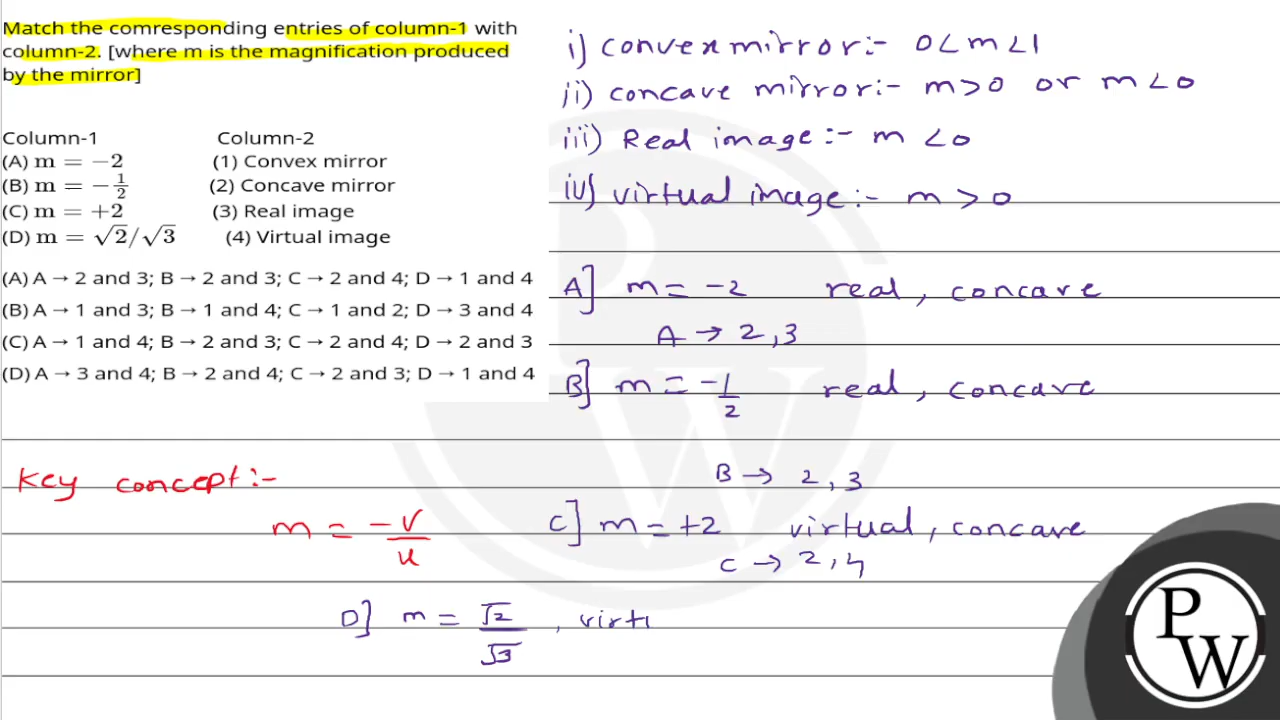 Match the comresponding entries of column-1 with
column-2. [where m is the magnification produced
by the mirror]
Column-1 Column-2
(A) m = −2 (1) Convex mirror
(B) m = −1/2 (2) Concave mirror
(C) m = +2 (3) Real image
(D) m = √2/√3 (4) Virtual image
(A) A → 2 and 3; B → 2 and 3; C → 2 and 4; D → 1 and 4
(B) A → 1 and 3; B → 1 and 4; C → 1 and 2; D → 3 and 4
(C) A → 1 and 4; B → 2 and 3; C → 2 and 4; D → 2 and 3
(D) A → 3 and 4; B → 2 and 4; C → 2 and 3; D → 1 and 4
Key concept:-
m = -v/u
i) convex mirror:- 0<m<1
ii) concave mirror:- m>0 or m<0
iii) Real image:- m<0
iv) virtual image:- m>0
A] m = -2 real, concave
A → 2,3
B] m = -1/2 real, concave
B → 2,3
C] m = +2 virtual, concave
C → 2,4
D] m = √2/√3 , virt
PW